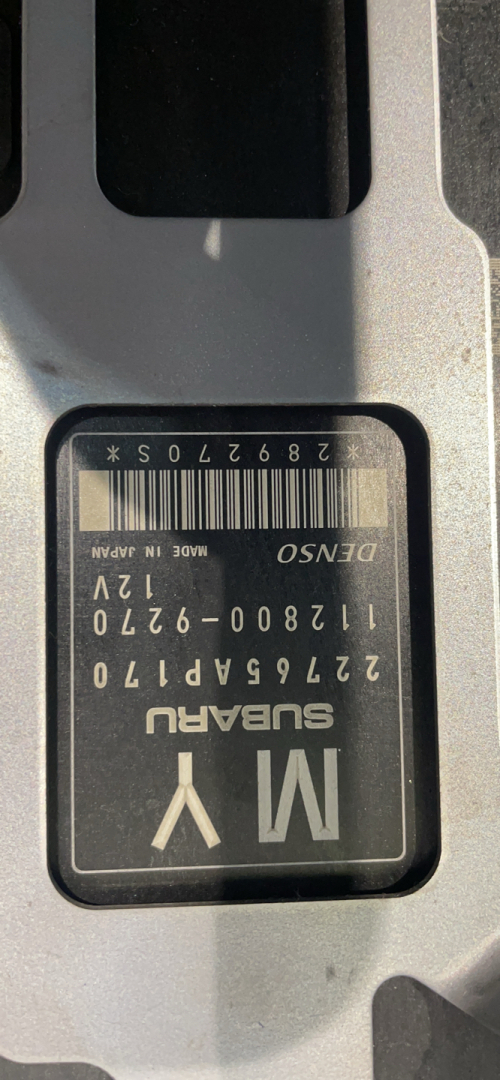 MY
SUBARU
22765AP170
112800-9270
12V
DENSO MADE IN JAPAN
*289270S*